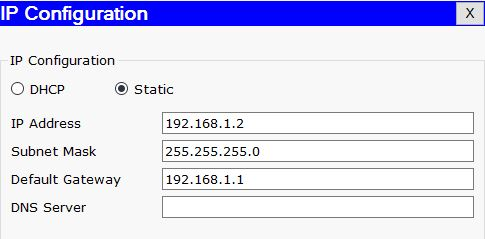 IP Configuration X
IP Configuration
DHCP Static
IP Address 192.168.1.2
Subnet Mask 255.255.255.0
Default Gateway 192.168.1.1
DNS Server